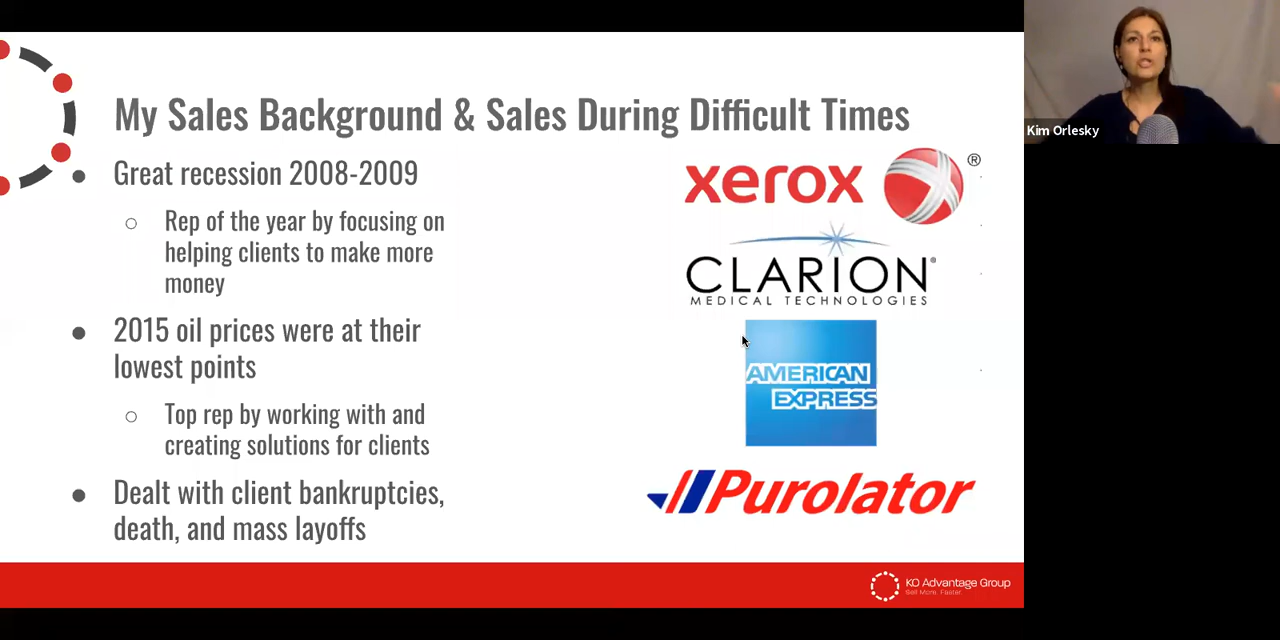 My Sales Background & Sales During Difficult Times
● Great recession 2008-2009
○ Rep of the year by focusing on
helping clients to make more
money
● 2015 oil prices were at their
lowest points
○ Top rep by working with and
creating solutions for clients
● Dealt with client bankruptcies,
death, and mass layoffs
xerox ®
CLARION®
MEDICAL TECHNOLOGIES
AMERICAN
EXPRESS
Purolator
KO Advantage Group
Sell More. Faster.
Kim Orlesky